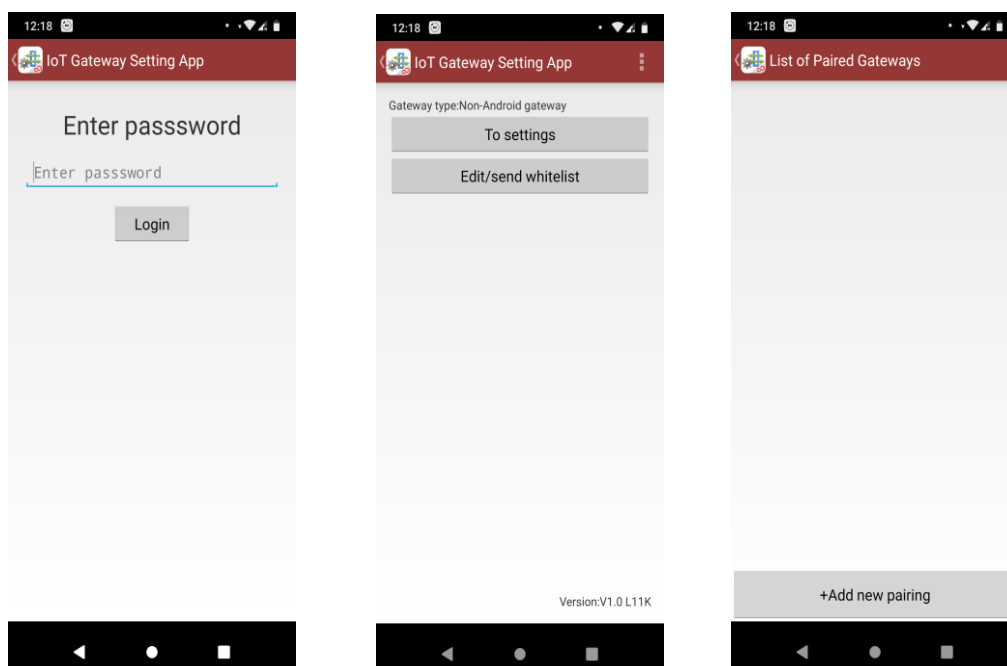 12:18
IoT Gateway Setting App
Enter passsword
Enter passsword
Login
12:18
IoT Gateway Setting App
Gateway type:Non-Android gateway
To settings
Edit/send whitelist
Version:V1.0 L11K
12:18
List of Paired Gateways
+Add new pairing